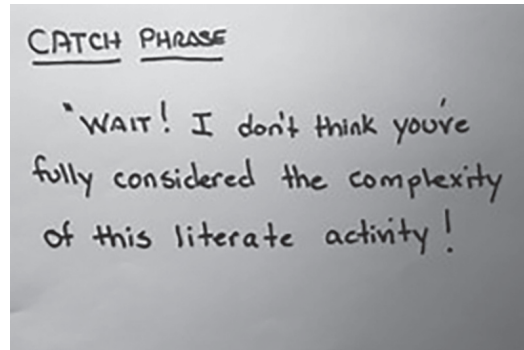 CATCH PHRASE
"WAIT! I don't think you've
fully considered the complexity
of this literate activity!